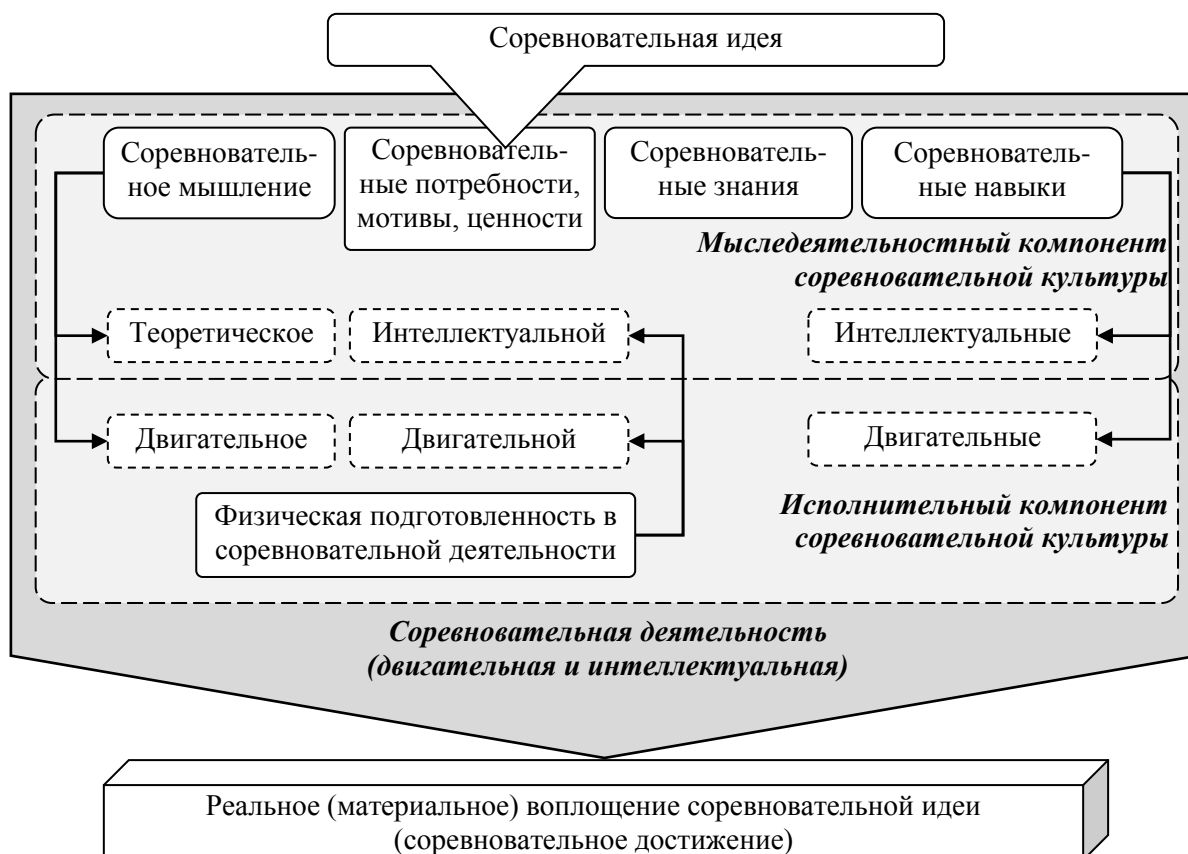 Соревновательная идея
Соревнователь-
ное мышление
Соревнователь-
ные потребности,
мотивы, ценности
Соревнователь-
ные знания
Соревнователь-
ные навыки
Мыследеятельностный компонент
соревновательной культуры
Теоретическое
Интеллектуальной
Интеллектуальные
Двигательное
Двигательной
Двигательные
Физическая подготовленность в
соревновательной деятельности
Исполнительный компонент
соревновательной культуры
Соревновательная деятельность
(двигательная и интеллектуальная)
Реальное (материальное) воплощение соревновательной идеи
(соревновательное достижение)